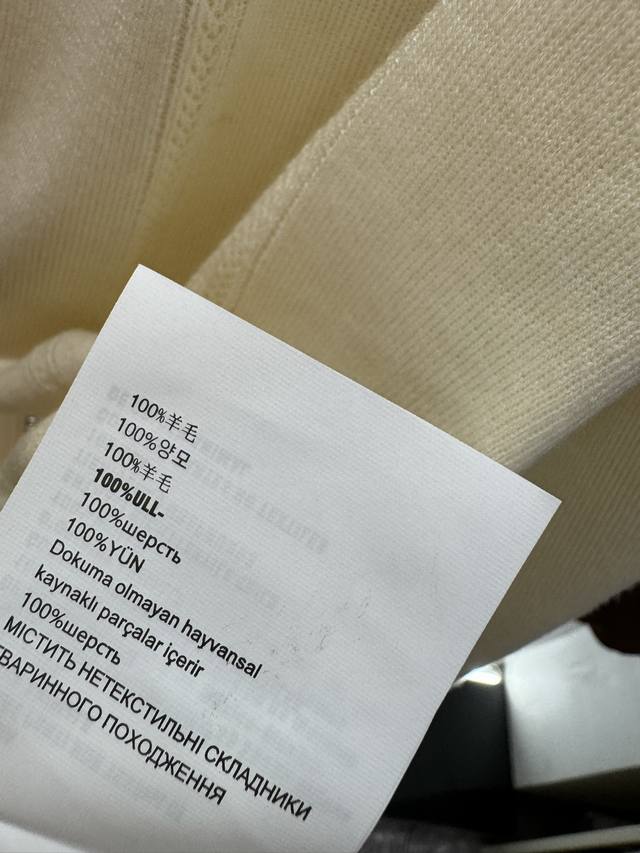 100%羊毛
100%양모
100%羊毛
100%ULL-
100%шерсть
100%YÜN
Dokuma olmayan hayvansal
kaynaklı parçalar içerir
100%шерсть
МІСТИТЬ НЕТЕКСТИЛЬНІ СКЛАДНИКИ
ТВАРИННОГО ПОХОДЖЕННЯ